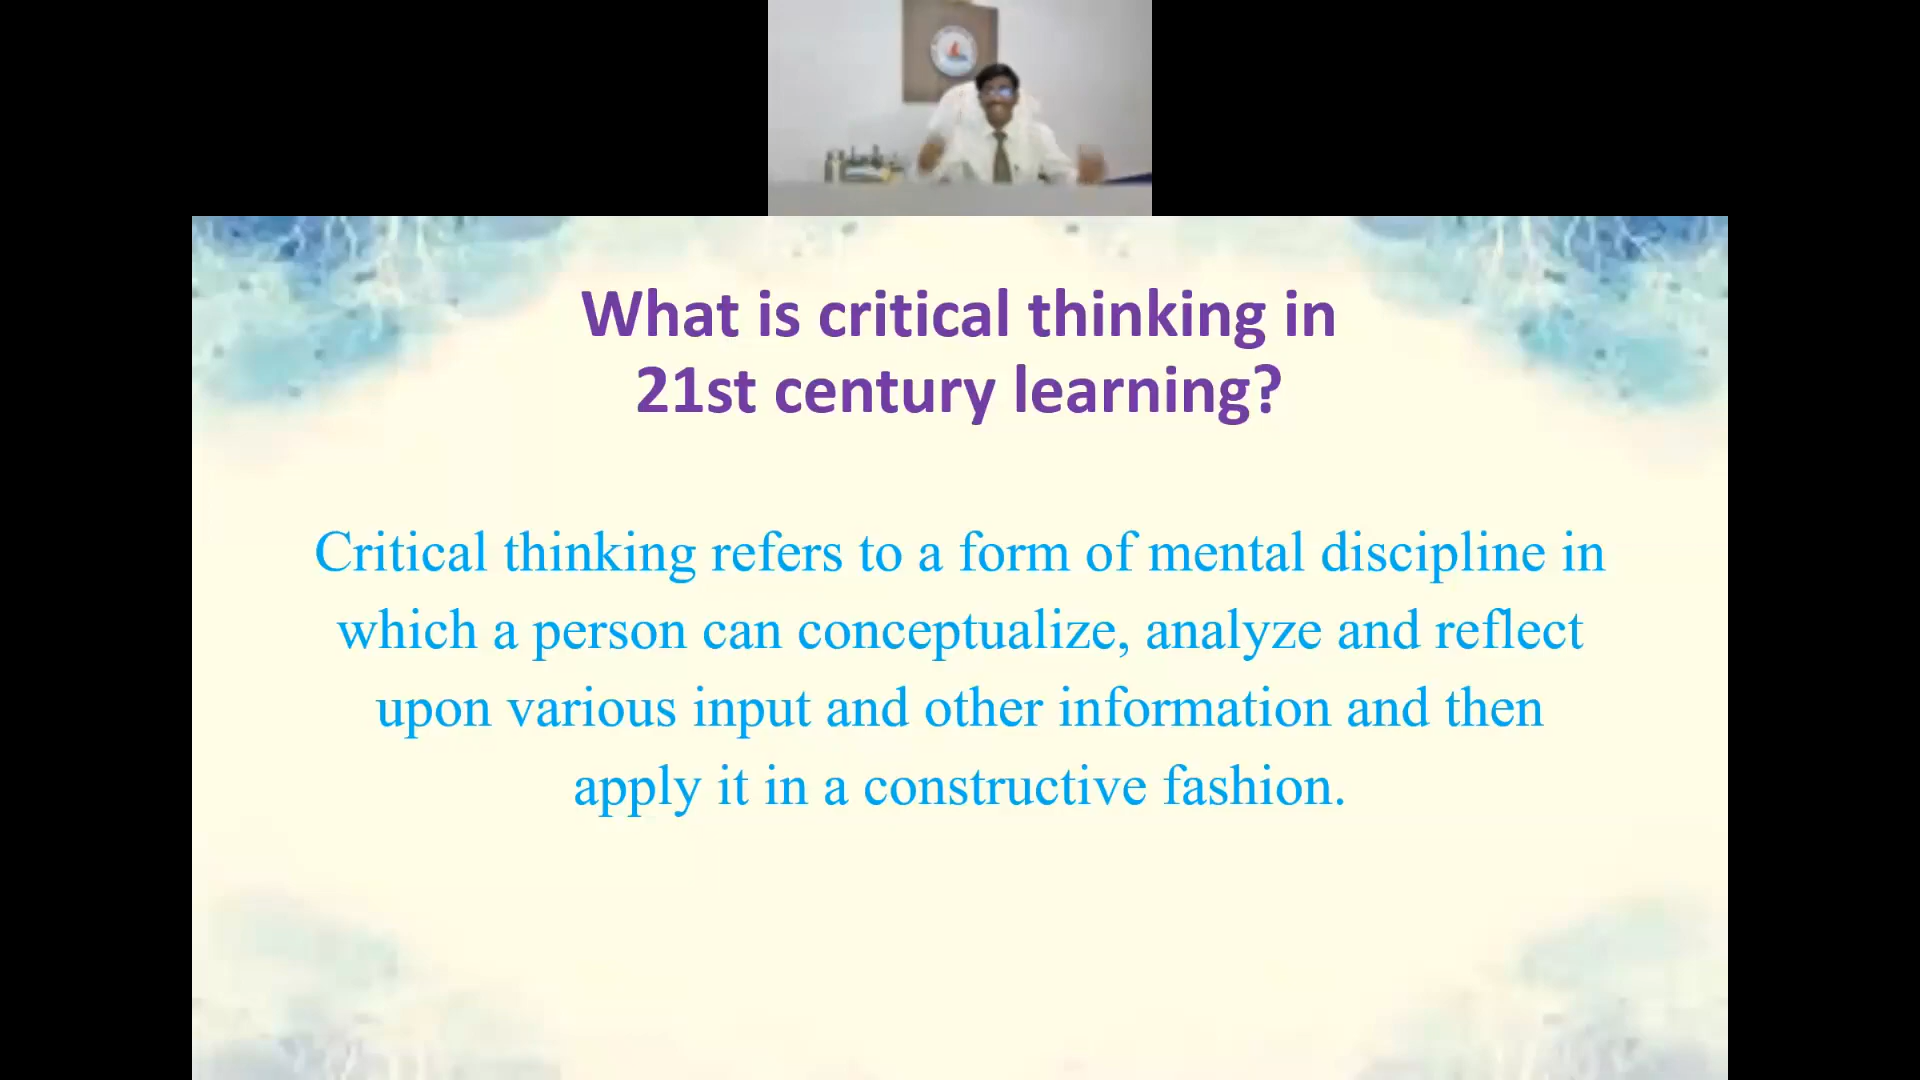 What is critical thinking in
21st century learning?
Critical thinking refers to a form of mental discipline in
which a person can conceptualize, analyze and reflect
upon various input and other information and then
apply it in a constructive fashion.